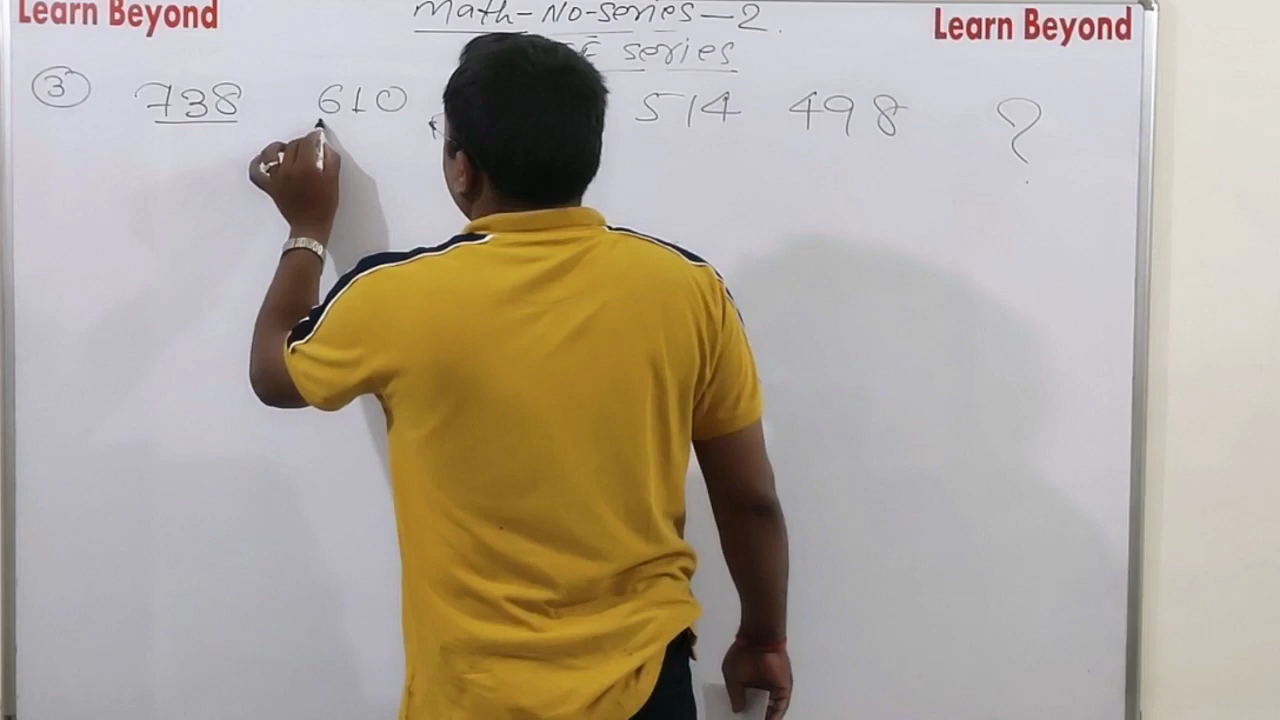 Learn Beyond Math-No-series-2. Learn Beyond
series
3 738 610 514 498 ?